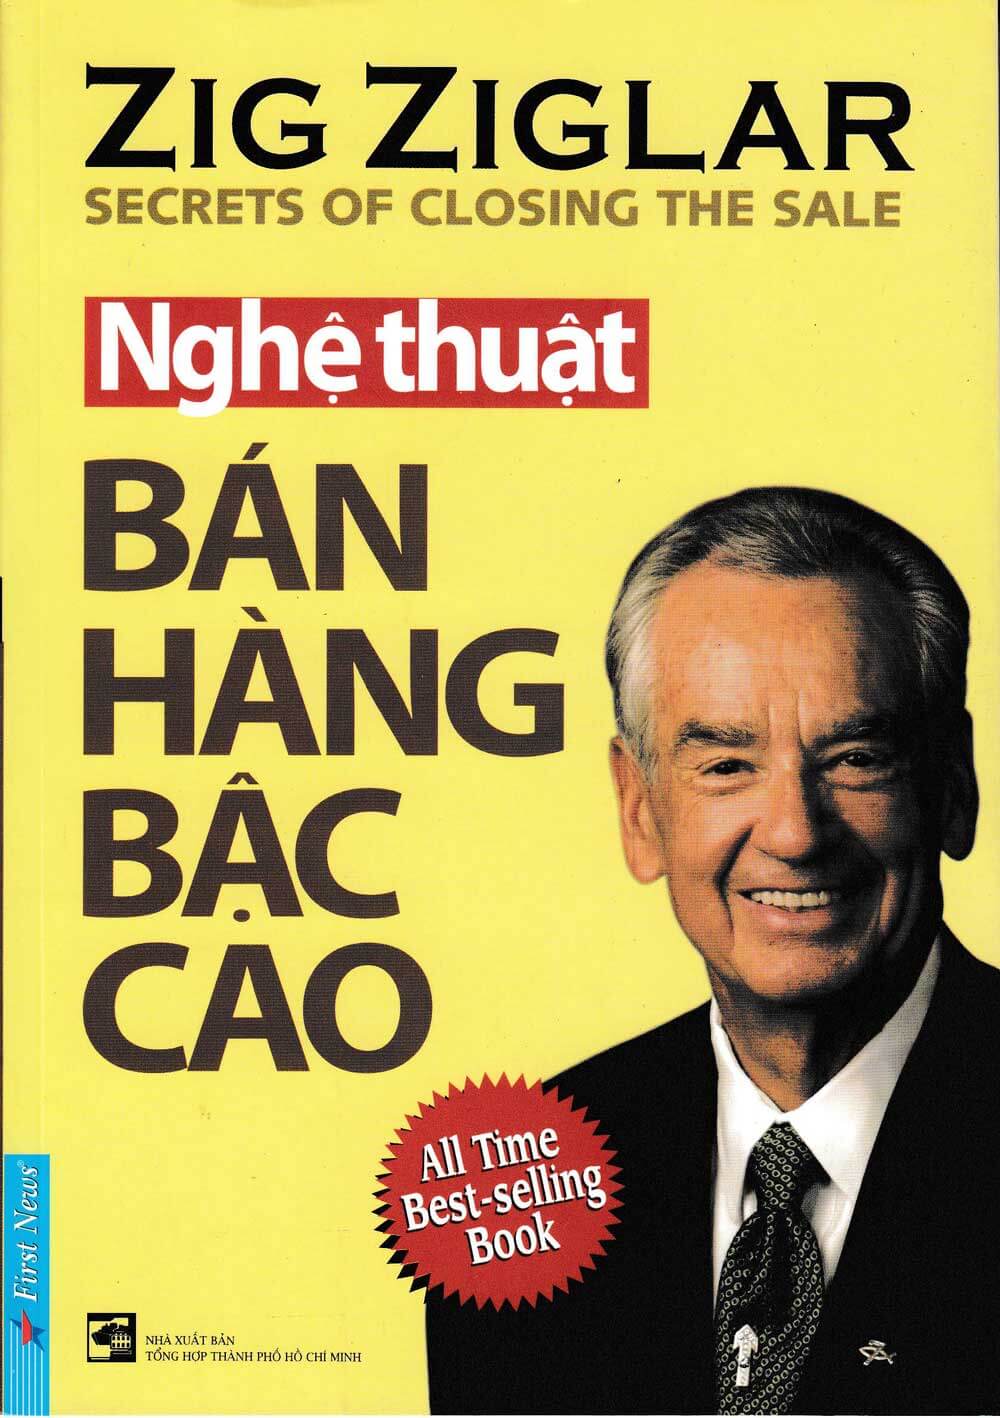 ZIG ZIGLAR
SECRETS OF CLOSING THE SALE
Nghệ thuật
BÁN
HÀNG
BẬC
CAO
All Time
Best-selling
Book
First News
NHÀ XUẤT BẢN
TỔNG HỢP THÀNH PHỐ HỒ CHÍ MINH